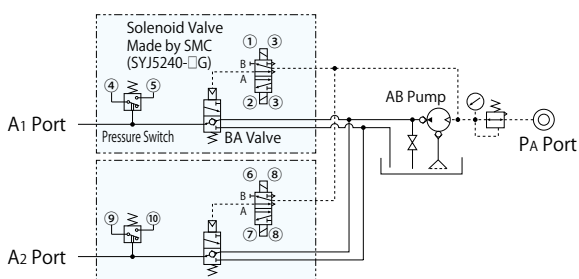 Solenoid Valve
Made by SMC
(SYJ5240-□G)
① ③
B
A
② ③
④ ⑤
AB Pump
A1 Port
Pressure Switch
BA Valve
PA Port
⑥ ⑧
B
A
⑦ ⑧
⑨ ⑩
A2 Port